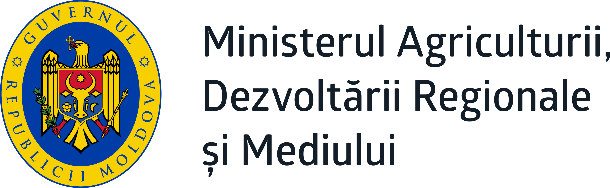 GUVERNUL
REPUBLICII MOLDOVA
Ministerul Agriculturii,
Dezvoltării Regionale
și Mediului